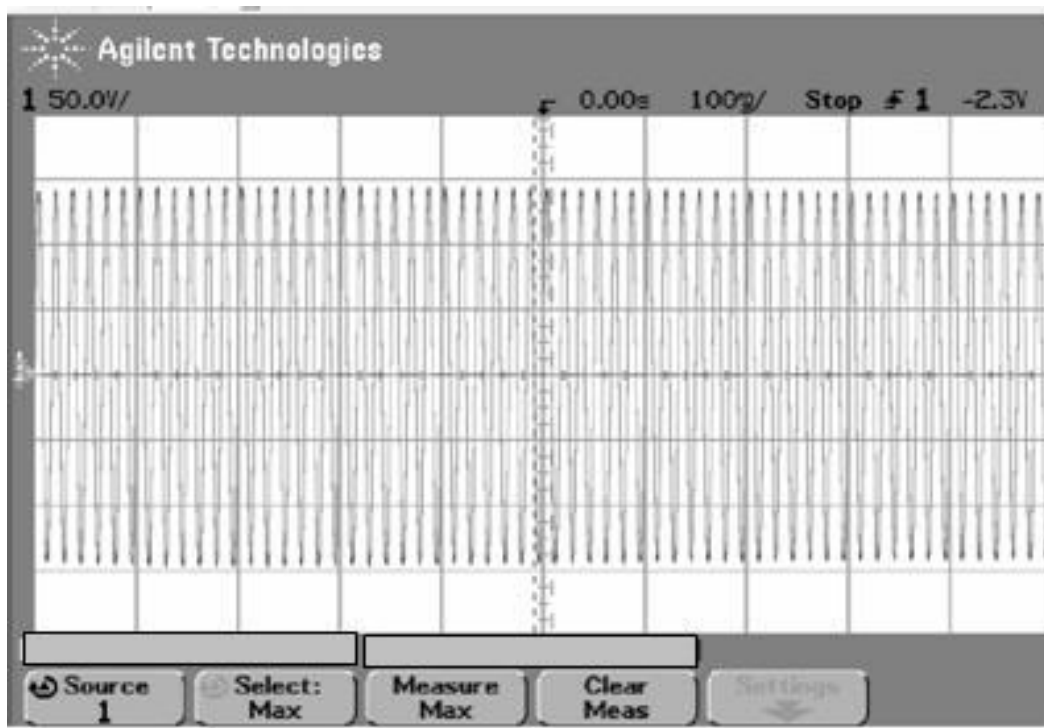 Agilent Technologies
1 50.0V/ 0.00s 100㎳/ Stop 1 -2.3V
Source Select: Measure Clear Settings
1 Max Max Meas